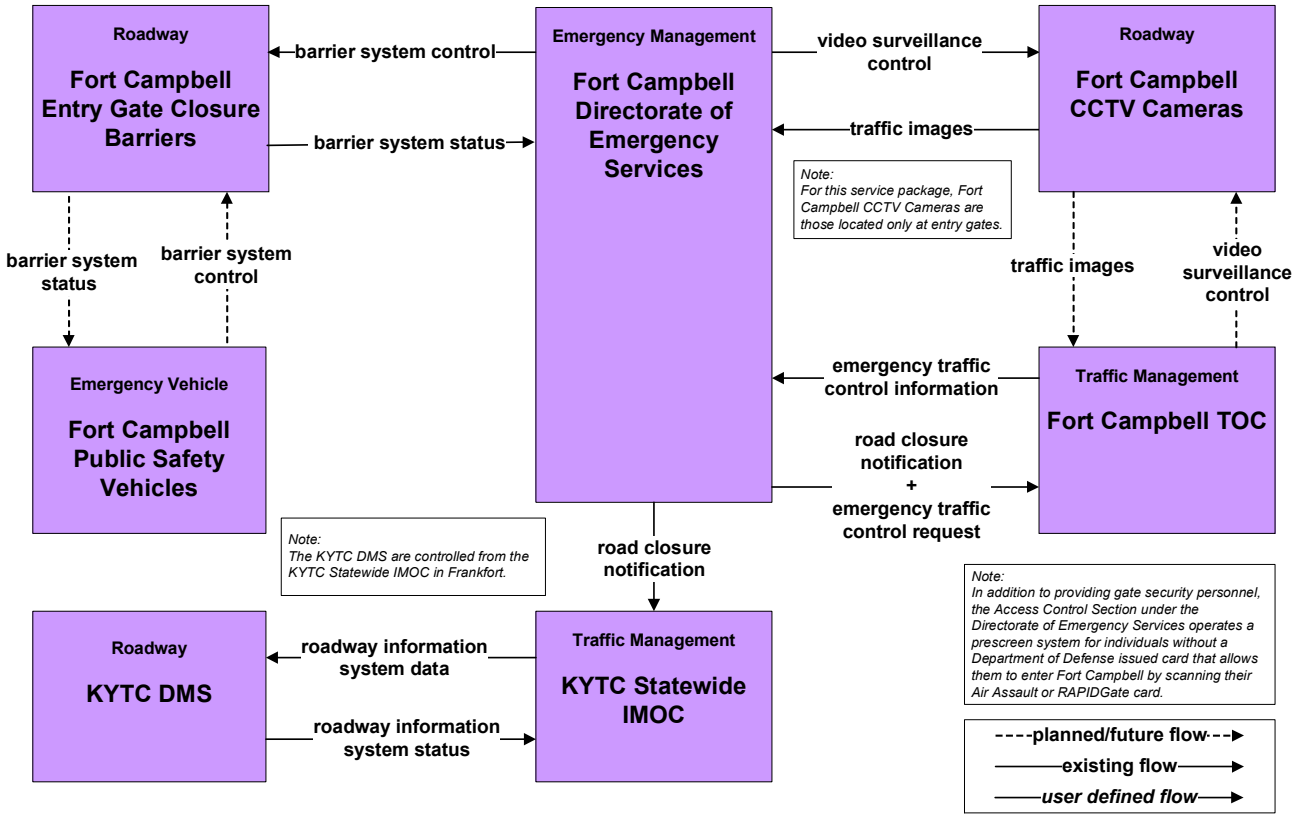 Roadway
Fort Campbell
Entry Gate Closure
Barriers
barrier system control
barrier system status
Emergency Management
Fort Campbell
Directorate of
Emergency
Services
video surveillance
control
traffic images
Roadway
Fort Campbell
CCTV Cameras
Note:
For this service package, Fort
Campbell CCTV Cameras are
those located only at entry gates.
barrier system
status
barrier system
control
traffic images
video
surveillance
control
Emergency Vehicle
Fort Campbell
Public Safety
Vehicles
emergency traffic
control information
road closure
notification
+
emergency traffic
control request
Traffic Management
Fort Campbell TOC
Note:
The KYTC DMS are controlled from the
KYTC Statewide IMOC in Frankfort.
road closure
notification
Note:
In addition to providing gate security personnel,
the Access Control Section under the
Directorate of Emergency Services operates a
prescreen system for individuals without a
Department of Defense issued card that allows
them to enter Fort Campbell by scanning their
Air Assault or RAPIDGate card.
Roadway
KYTC DMS
roadway information
system data
roadway information
system status
Traffic Management
KYTC Statewide
IMOC
planned/future flow
existing flow
user defined flow